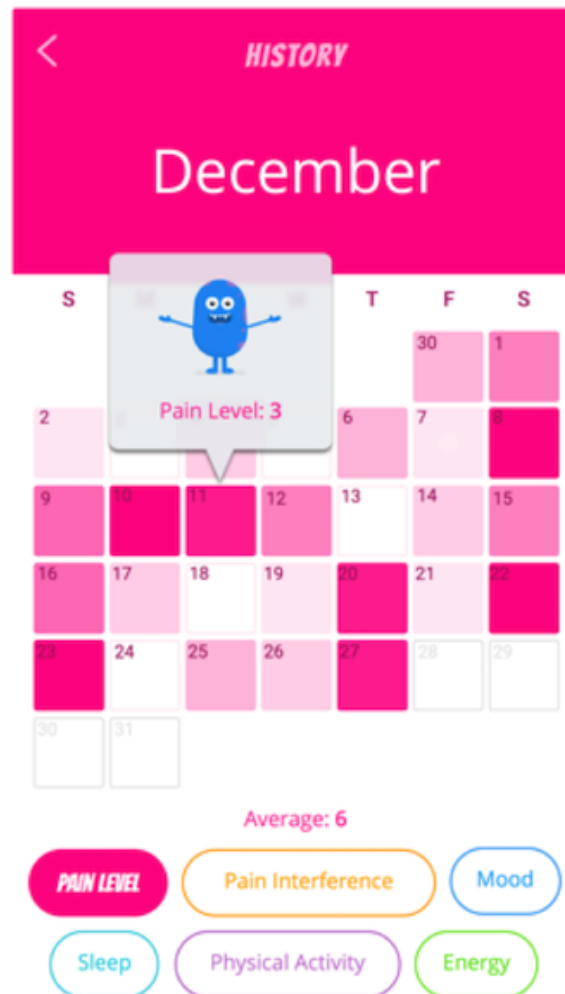 HISTORY
December
S T F S
Pain Level: 3
30 1
2 6 7 8
9 10 11 12 13 14 15
16 17 18 19 20 21 22
23 24 25 26 27 28 29
30 31
Average: 6
PAIN LEVEL Pain Interference Mood
Sleep Physical Activity Energy